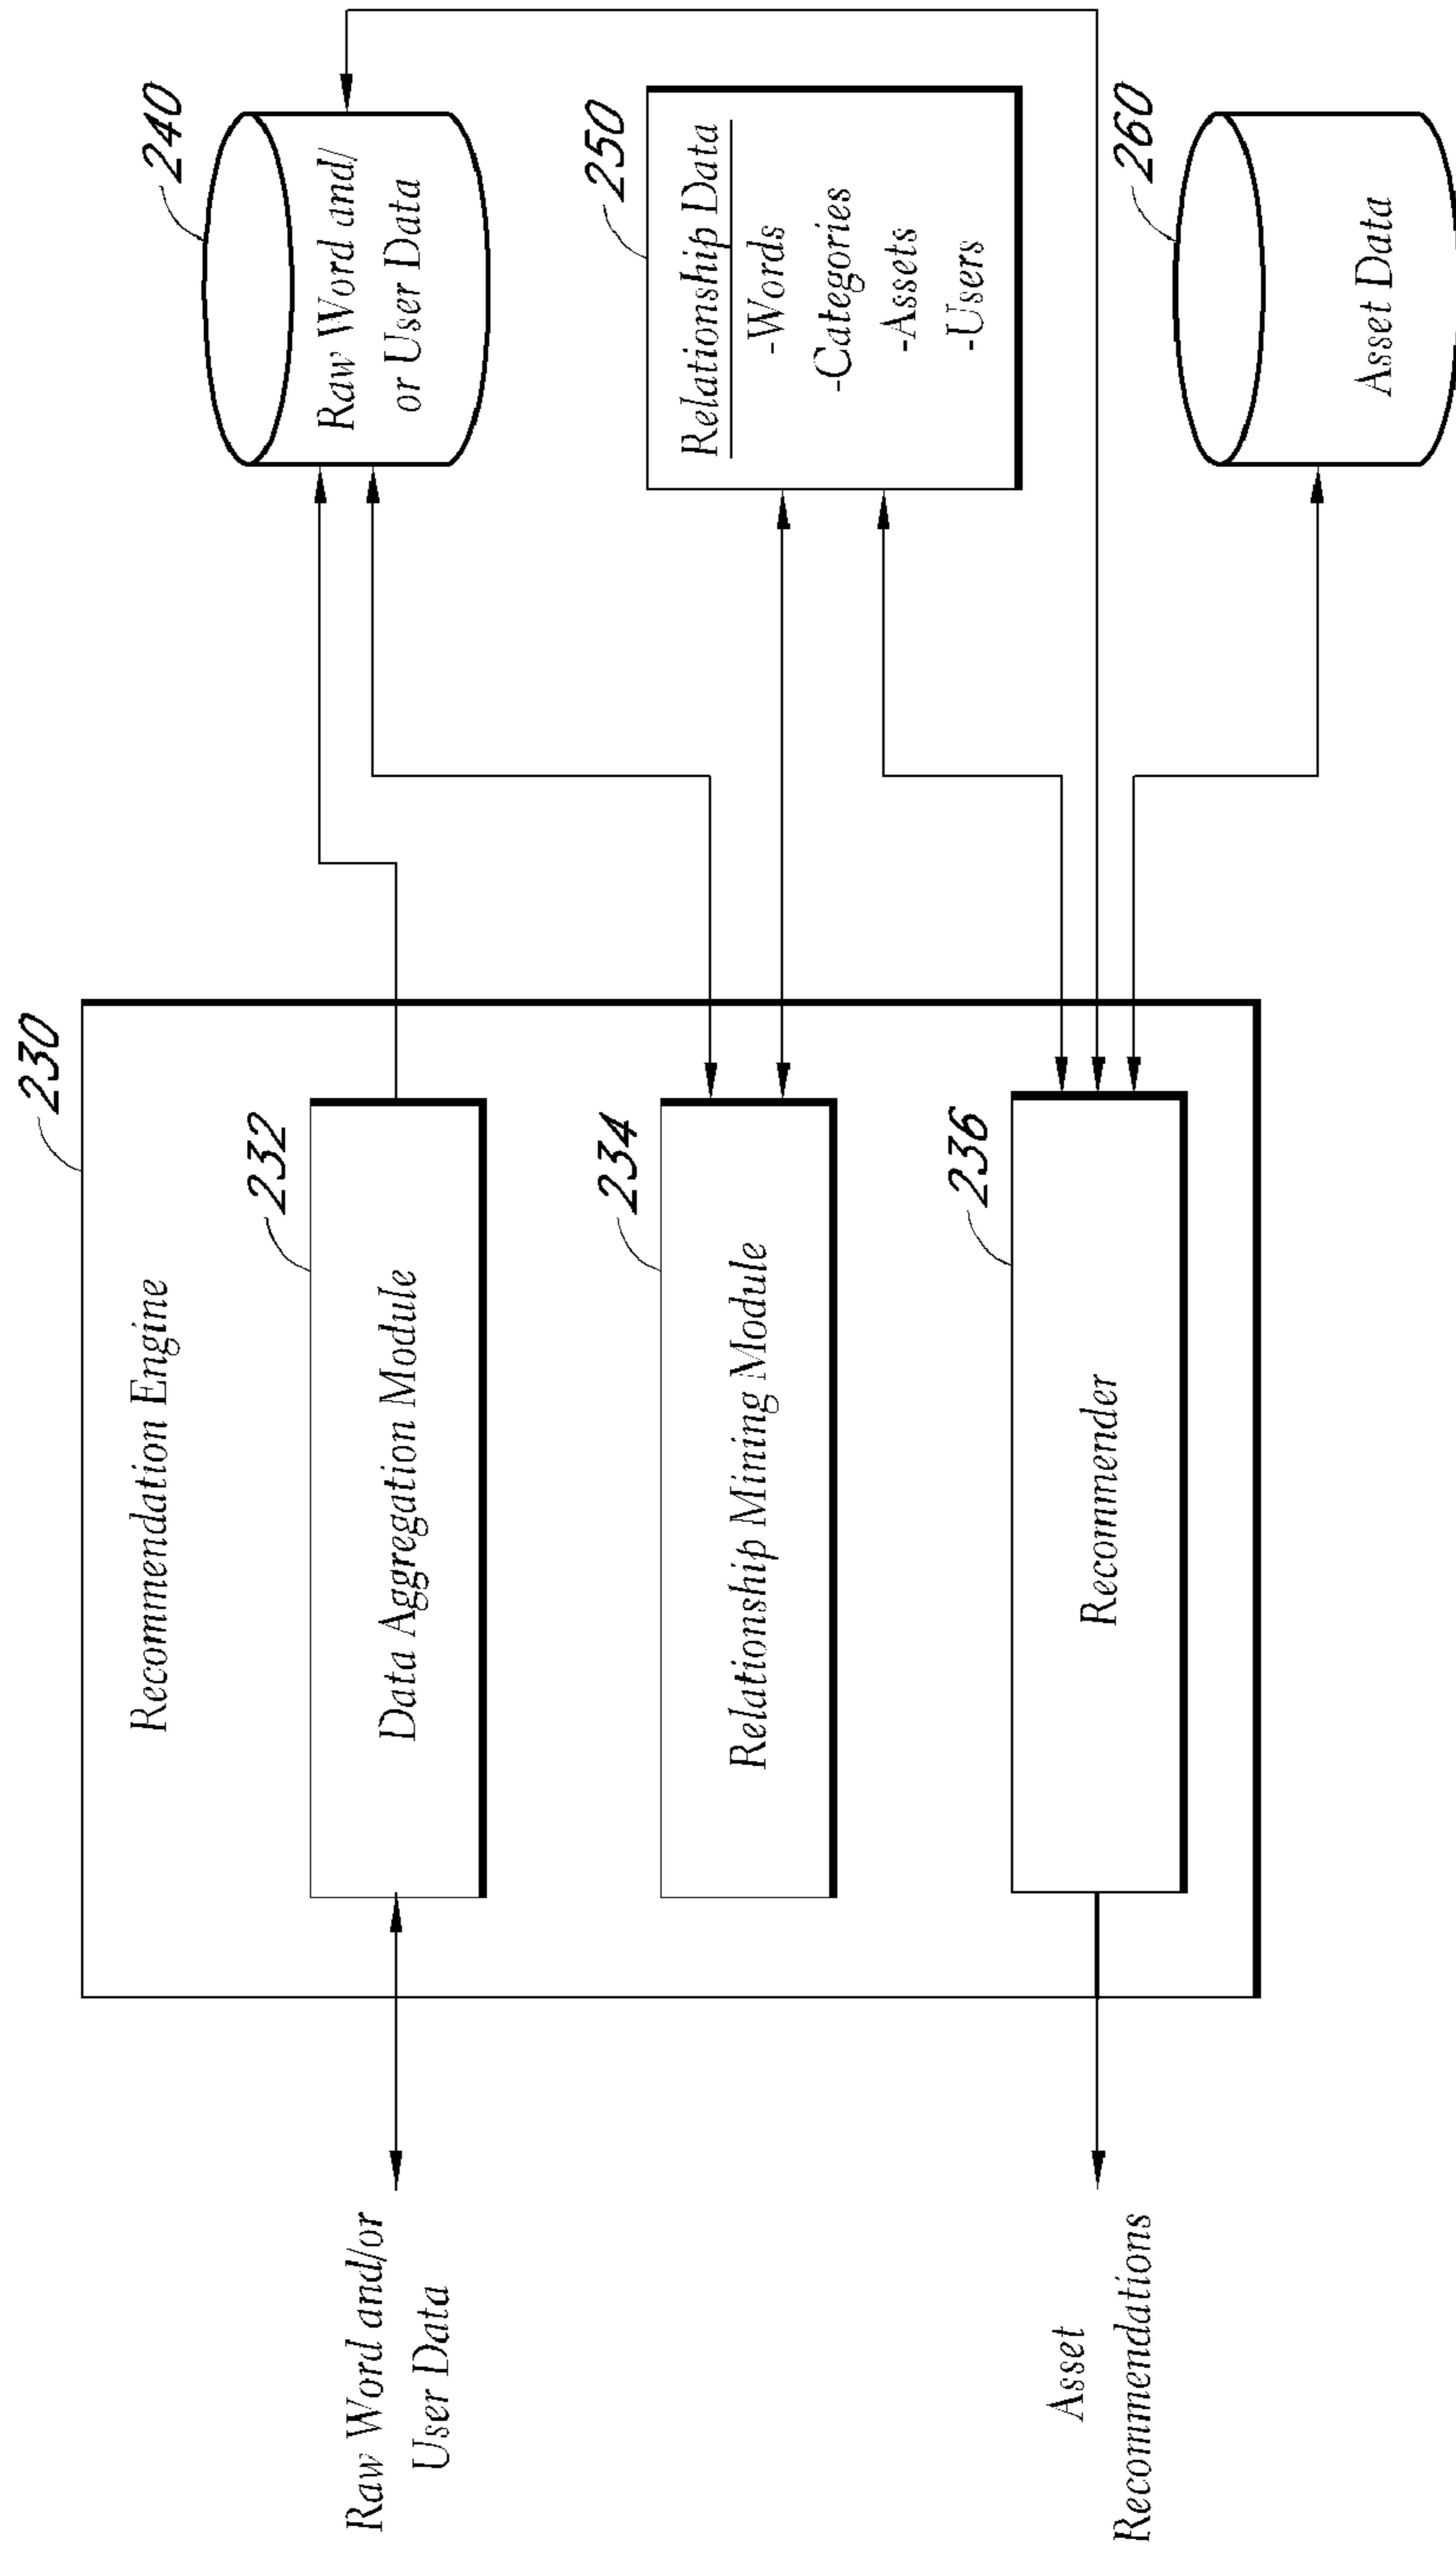 230
Recommendation Engine
232
Data Aggregation Module
234
Relationship Mining Module
236
Recommender
Raw Word and/or
User Data
Asset
Recommendations
240
Raw Word and/
or User Data
250
Relationship Data
-Words
-Categories
-Assets
-Users
260
Asset Data